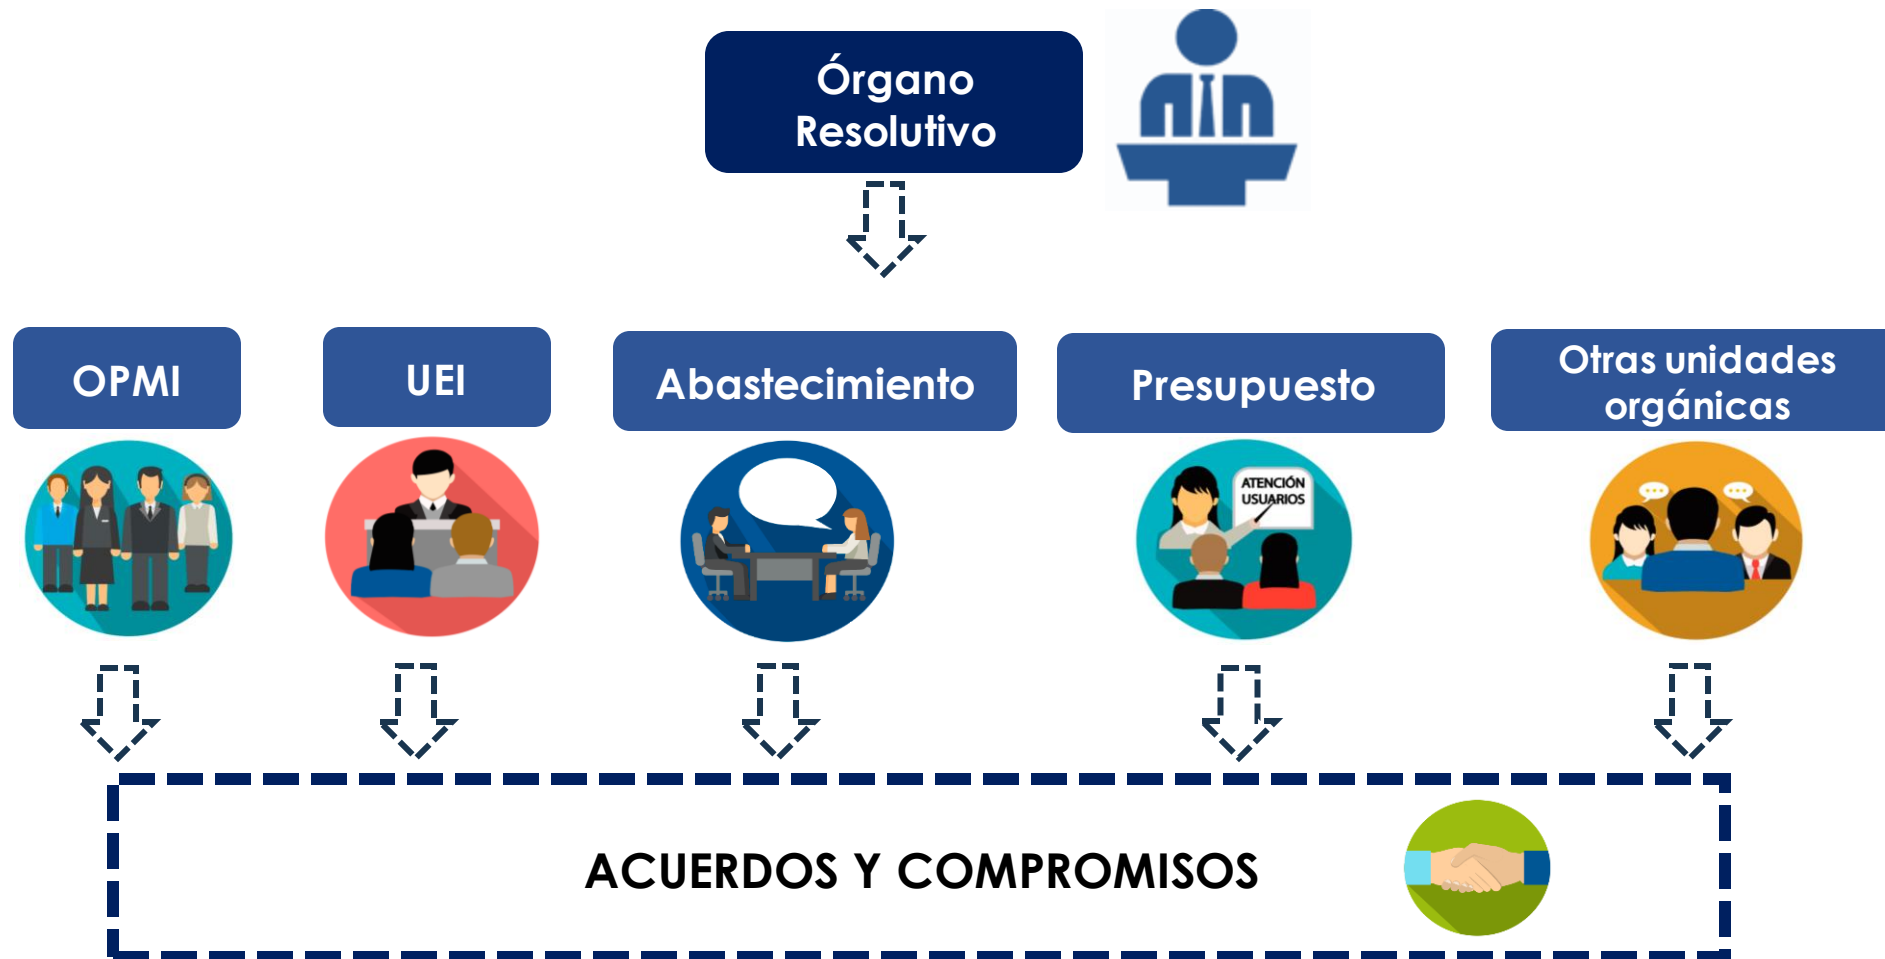 Órgano
Resolutivo
OPMI
UEI
Abastecimiento
Presupuesto
Otras unidades
orgánicas
ATENCIÓN
USUARIOS
ACUERDOS Y COMPROMISOS